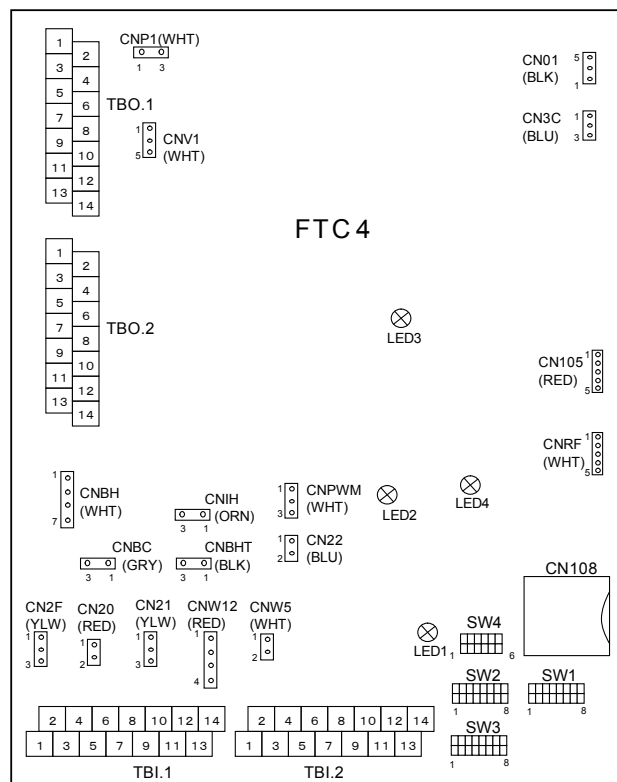 CNP1(WHT)
1 3
CN01
(BLK)
5
1
CN3C
(BLU)
1
3
1
2
3
4
5
6
7
8
9
10
11
12
13
14
TBO.1
1
5
CNV1
(WHT)
FTC4
1
2
3
4
5
6
7
8
9
10
11
12
13
14
TBO.2
LED3
CN105
(RED)
1
5
CNRF
(WHT)
1
5
1
7
CNBH
(WHT)
CNIH
(ORN)
3 1
1
3
CNPWM
(WHT)
LED2
LED4
CNBC
(GRY)
3 1
CNBHT
(BLK)
3 1
1
2
CN22
(BLU)
CN108
CN2F
(YLW)
1
3
CN20
(RED)
1
2
CN21
(YLW)
1
3
CNW12
(RED)
1
4
CNW5
(WHT)
1
2
LED1
SW4
1 6
SW2
1 8
SW1
1 8
SW3
1 8
2 4 6 8 10 12 14
1 3 5 7 9 11 13
TBI.1
2 4 6 8 10 12 14
1 3 5 7 9 11 13
TBI.2